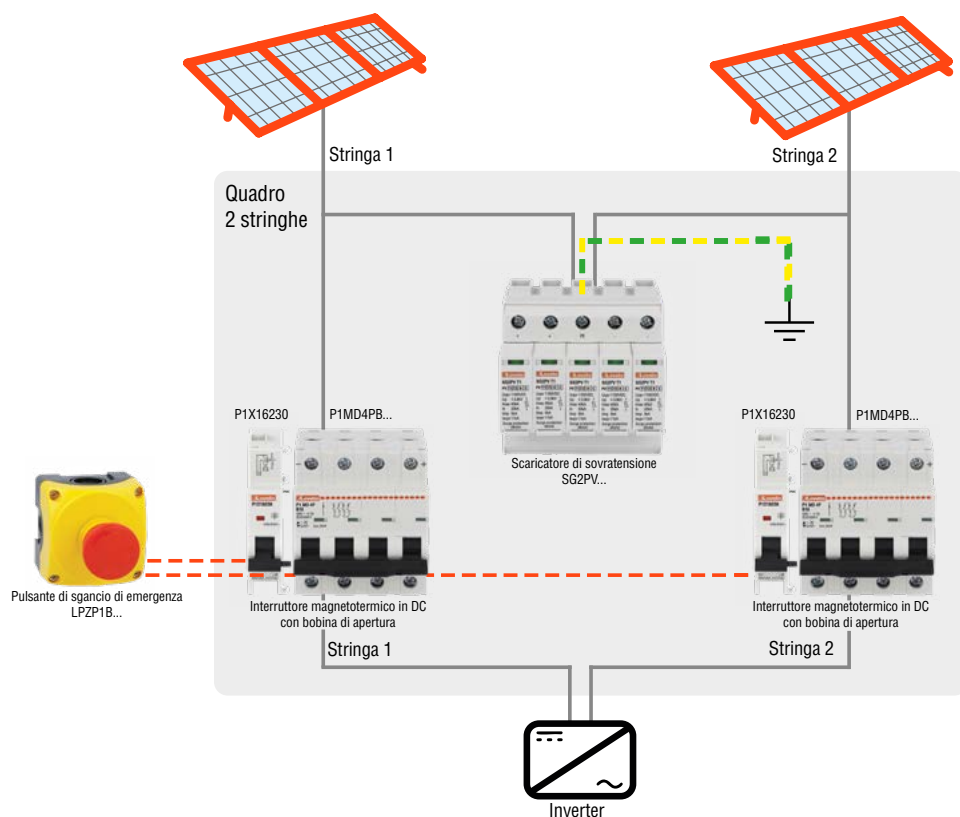 Stringa 1
Stringa 2
Quadro
2 stringhe
P1X16230
P1MD4PB...
P1X16230
P1MD4PB...
Scaricatore di sovratensione
SG2PV...
Pulsante di sgancio di emergenza
LPZP1B...
Interruttore magnetotermico in DC
con bobina di apertura
Interruttore magnetotermico in DC
con bobina di apertura
Stringa 1
Stringa 2
Inverter